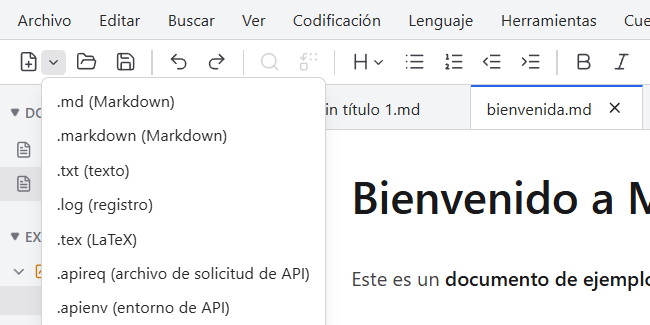 Archivo Editar Buscar Ver Codificación Lenguaje Herramientas
H B I
.md (Markdown)
.markdown (Markdown)
.txt (texto)
.log (registro)
.tex (LaTeX)
.apireq (archivo de solicitud de API)
.apienv (entorno de API)
título 1.md bienvenida.md
Bienvenido a
Este es un documento de ejemplo